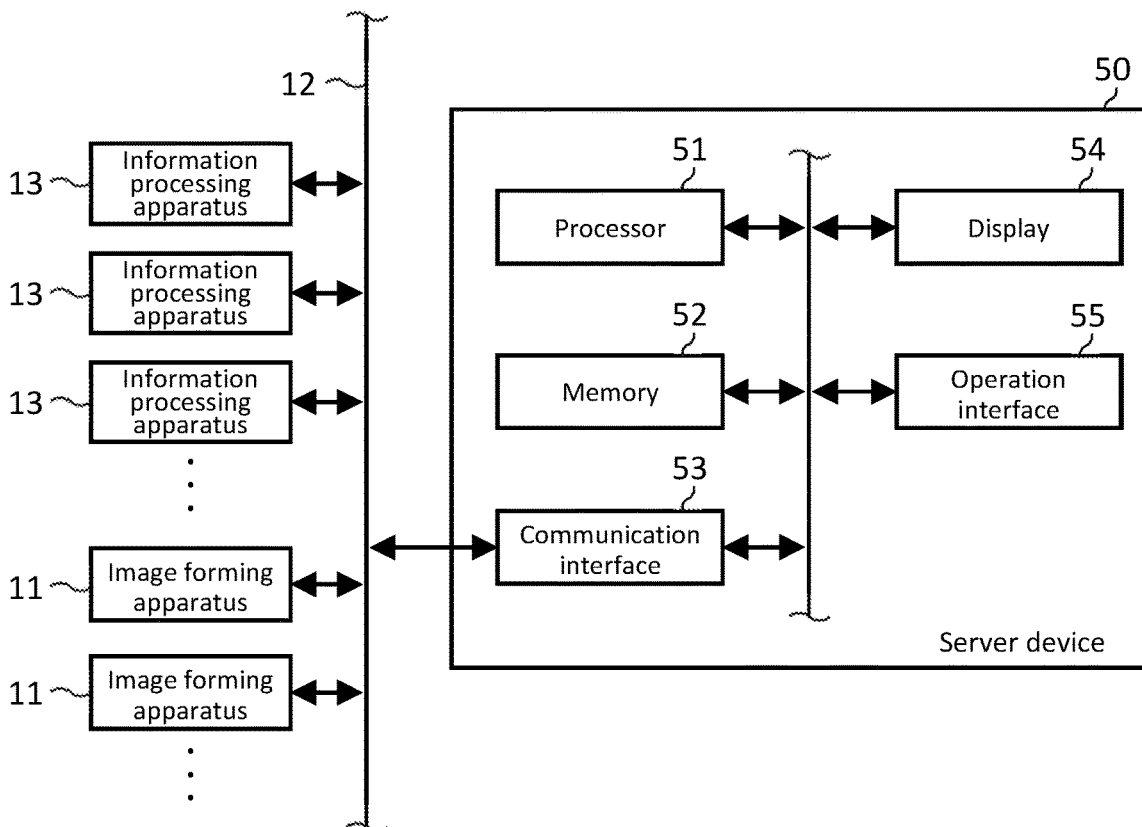 12
50
13
Information
processing
apparatus
13
Information
processing
apparatus
13
Information
processing
apparatus
11
Image forming
apparatus
11
Image forming
apparatus
51
Processor
54
Display
52
Memory
55
Operation
interface
53
Communication
interface
Server device